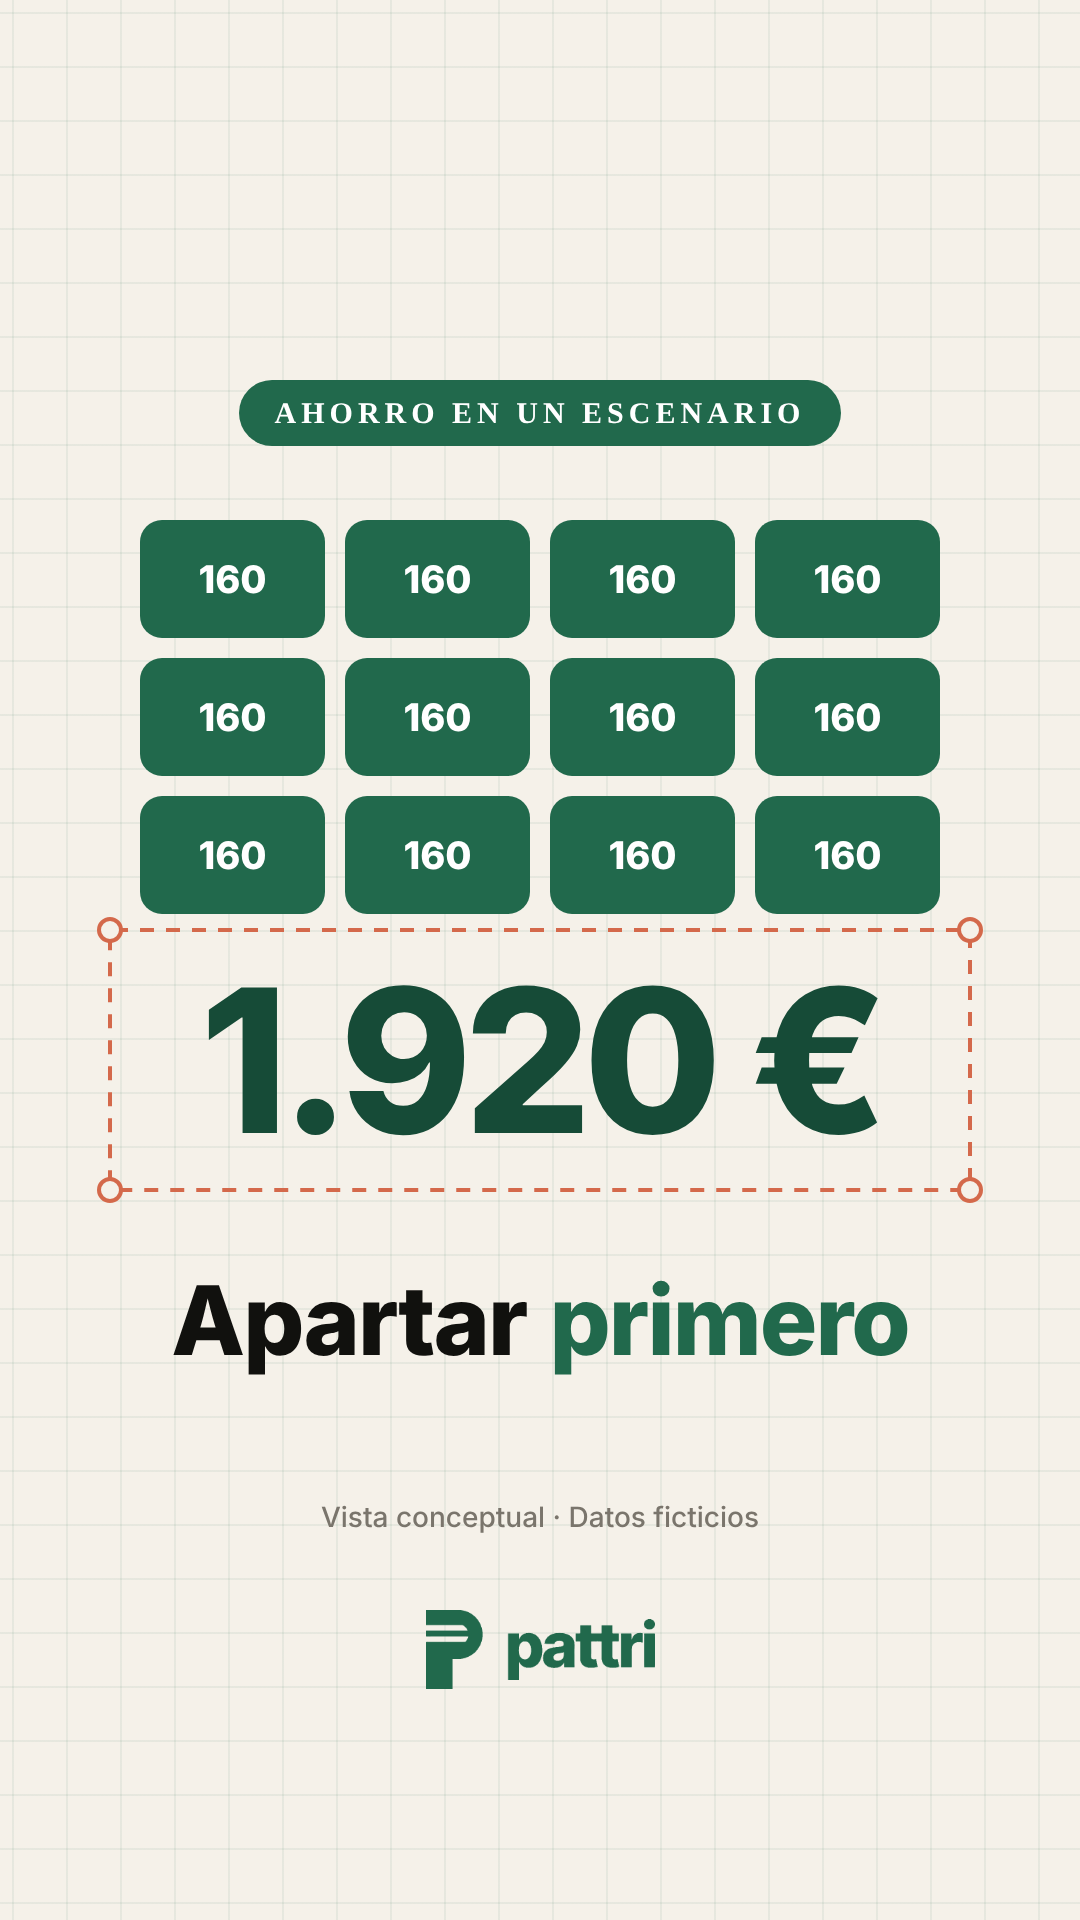 AHORRO EN UN ESCENARIO
160 160 160 160
160 160 160 160
160 160 160 160
1.920 €
Apartar primero
Vista conceptual · Datos ficticios
pattri